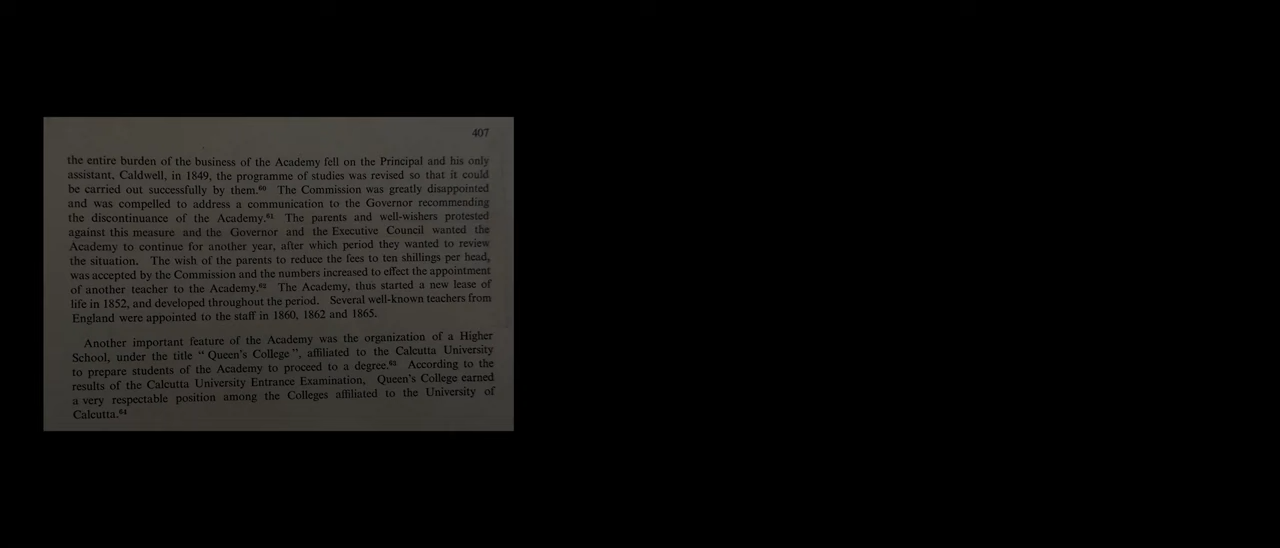 407
the entire burden of the business of the Academy fell on the Principal and his only
assistant, Caldwell, in 1849, the programme of studies was revised so that it could
be carried out successfully by them.⁶⁰ The Commission was greatly disappointed
and was compelled to address a communication to the Governor recommending
the discontinuance of the Academy.⁶¹ The parents and well-wishers protested
against this measure and the Governor and the Executive Council wanted the
Academy to continue for another year, after which period they wanted to review
the situation. The wish of the parents to reduce the fees to ten shillings per head,
was accepted by the Commission and the numbers increased to effect the appointment
of another teacher to the Academy.⁶² The Academy, thus started a new lease of
life in 1852, and developed throughout the period. Several well-known teachers from
England were appointed to the staff in 1860, 1862 and 1865.
Another important feature of the Academy was the organization of a Higher
School, under the title “ Queen's College ”, affiliated to the Calcutta University
to prepare students of the Academy to proceed to a degree.⁶³ According to the
results of the Calcutta University Entrance Examination, Queen's College earned
a very respectable position among the Colleges affiliated to the University of
Calcutta.⁶⁴